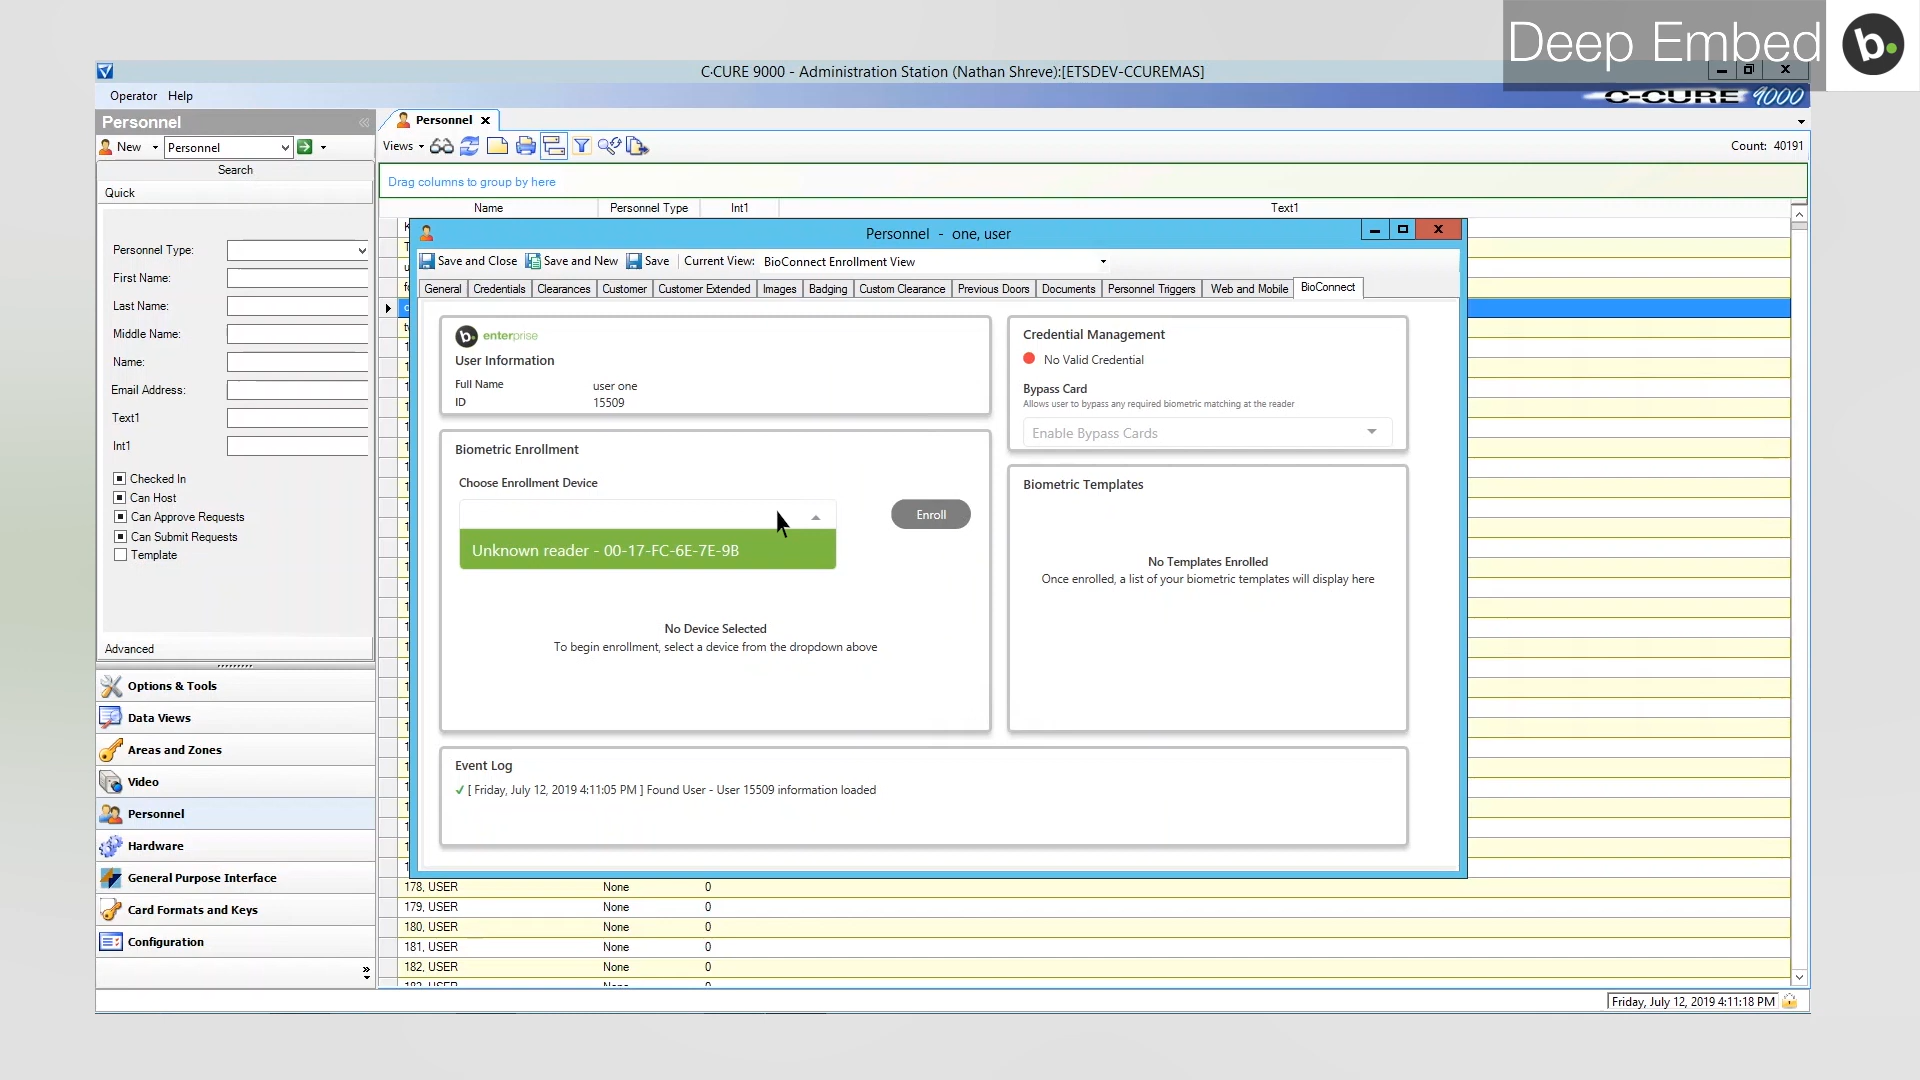 Deep Embed
b.
C•CURE 9000 - Administration Station (Nathan Shreve):[ETSDEV-CCUREMAS]
Operator Help
C-CURE 9000
Personnel
Personnel
New Personnel
Views
Count: 40191
Search
Quick
Drag columns to group by here
Name Personnel Type Int1 Text1
Personnel Type:
First Name:
Last Name:
Middle Name:
Name:
Email Address:
Text1
Int1
Checked In
Can Host
Can Approve Requests
Can Submit Requests
Template
Advanced
Options & Tools
Data Views
Areas and Zones
Video
Personnel
Hardware
General Purpose Interface
Card Formats and Keys
Configuration
Personnel - one, user
Save and Close Save and New Save Current View: BioConnect Enrollment View
General Credentials Clearances Customer Customer Extended Images Badging Custom Clearance Previous Doors Documents Personnel Triggers Web and Mobile BioConnect
b. enterprise
User Information
Full Name user one
ID 15509
Biometric Enrollment
Choose Enrollment Device
Enroll
Unknown reader - 00-17-FC-6E-7E-9B
No Device Selected
To begin enrollment, select a device from the dropdown above
Credential Management
No Valid Credential
Bypass Card
Allows user to bypass any required biometric matching at the reader
Enable Bypass Cards
Biometric Templates
No Templates Enrolled
Once enrolled, a list of your biometric templates will display here
Event Log
[ Friday, July 12, 2019 4:11:05 PM ] Found User - User 15509 information loaded
178, USER None 0
179, USER None 0
180, USER None 0
181, USER None 0
182, USER None 0
Friday, July 12, 2019 4:11:18 PM